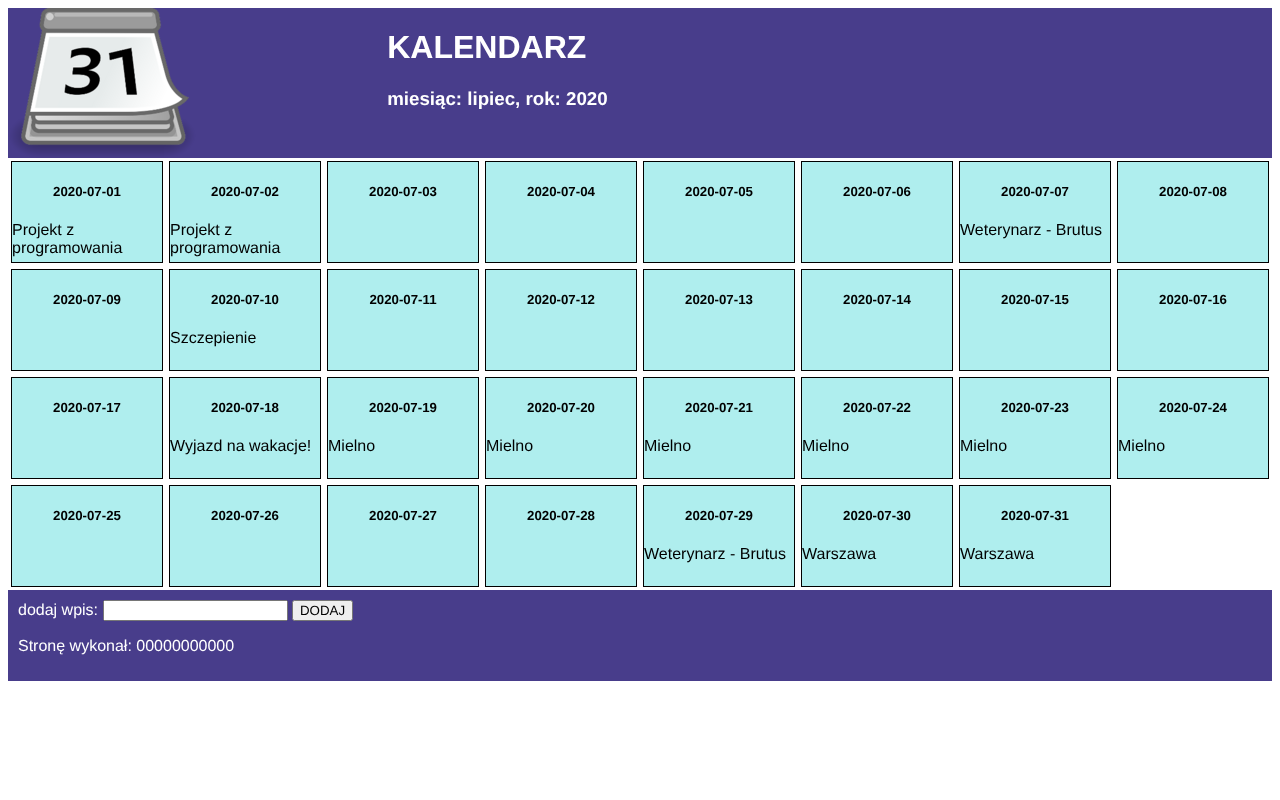 31
KALENDARZ
miesiąc: lipiec, rok: 2020
2020-07-01
Projekt z
programowania
2020-07-02
Projekt z
programowania
2020-07-03
2020-07-04
2020-07-05
2020-07-06
2020-07-07
Weterynarz - Brutus
2020-07-08
2020-07-09
2020-07-10
Szczepienie
2020-07-11
2020-07-12
2020-07-13
2020-07-14
2020-07-15
2020-07-16
2020-07-17
2020-07-18
Wyjazd na wakacje!
2020-07-19
Mielno
2020-07-20
Mielno
2020-07-21
Mielno
2020-07-22
Mielno
2020-07-23
Mielno
2020-07-24
Mielno
2020-07-25
2020-07-26
2020-07-27
2020-07-28
2020-07-29
Weterynarz - Brutus
2020-07-30
Warszawa
2020-07-31
Warszawa
dodaj wpis: DODAJ
Stronę wykonał: 00000000000